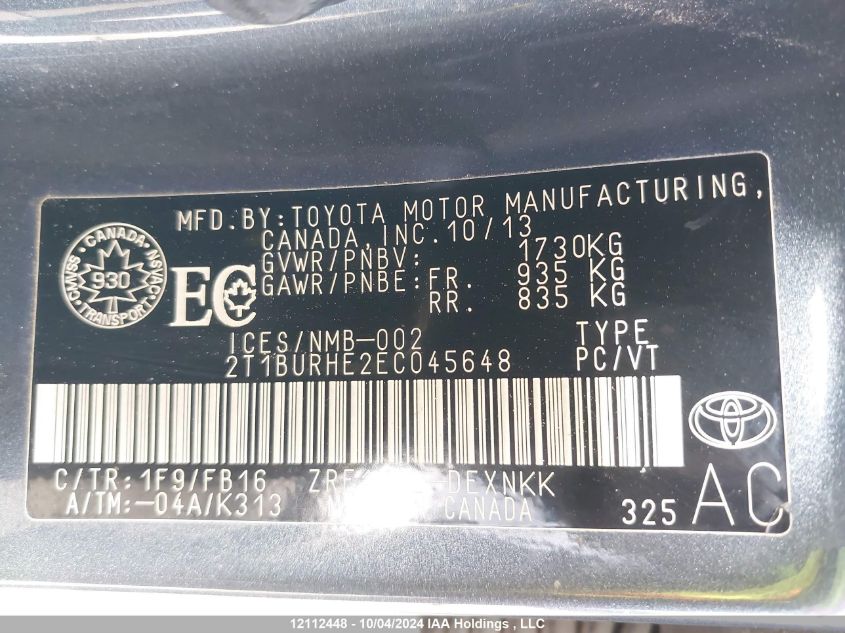 MFD. BY: TOYOTA MOTOR MANUFACTURING,
CANADA, INC. 10/13
GVWR/PNBV: 1730KG
GAWR/PNBE: FR. 935 KG
RR. 835 KG
CANADA
930
TRANSPORT
EC
ICES/NMB-002 TYPE
2T1BURHE2EC045648 PC/VT
C/TR: 1F9/FB16 DEXNKK
A/TM: -04A/K313 CANADA
325 AC
12112448 - 10/04/2024 IAA Holdings , LLC